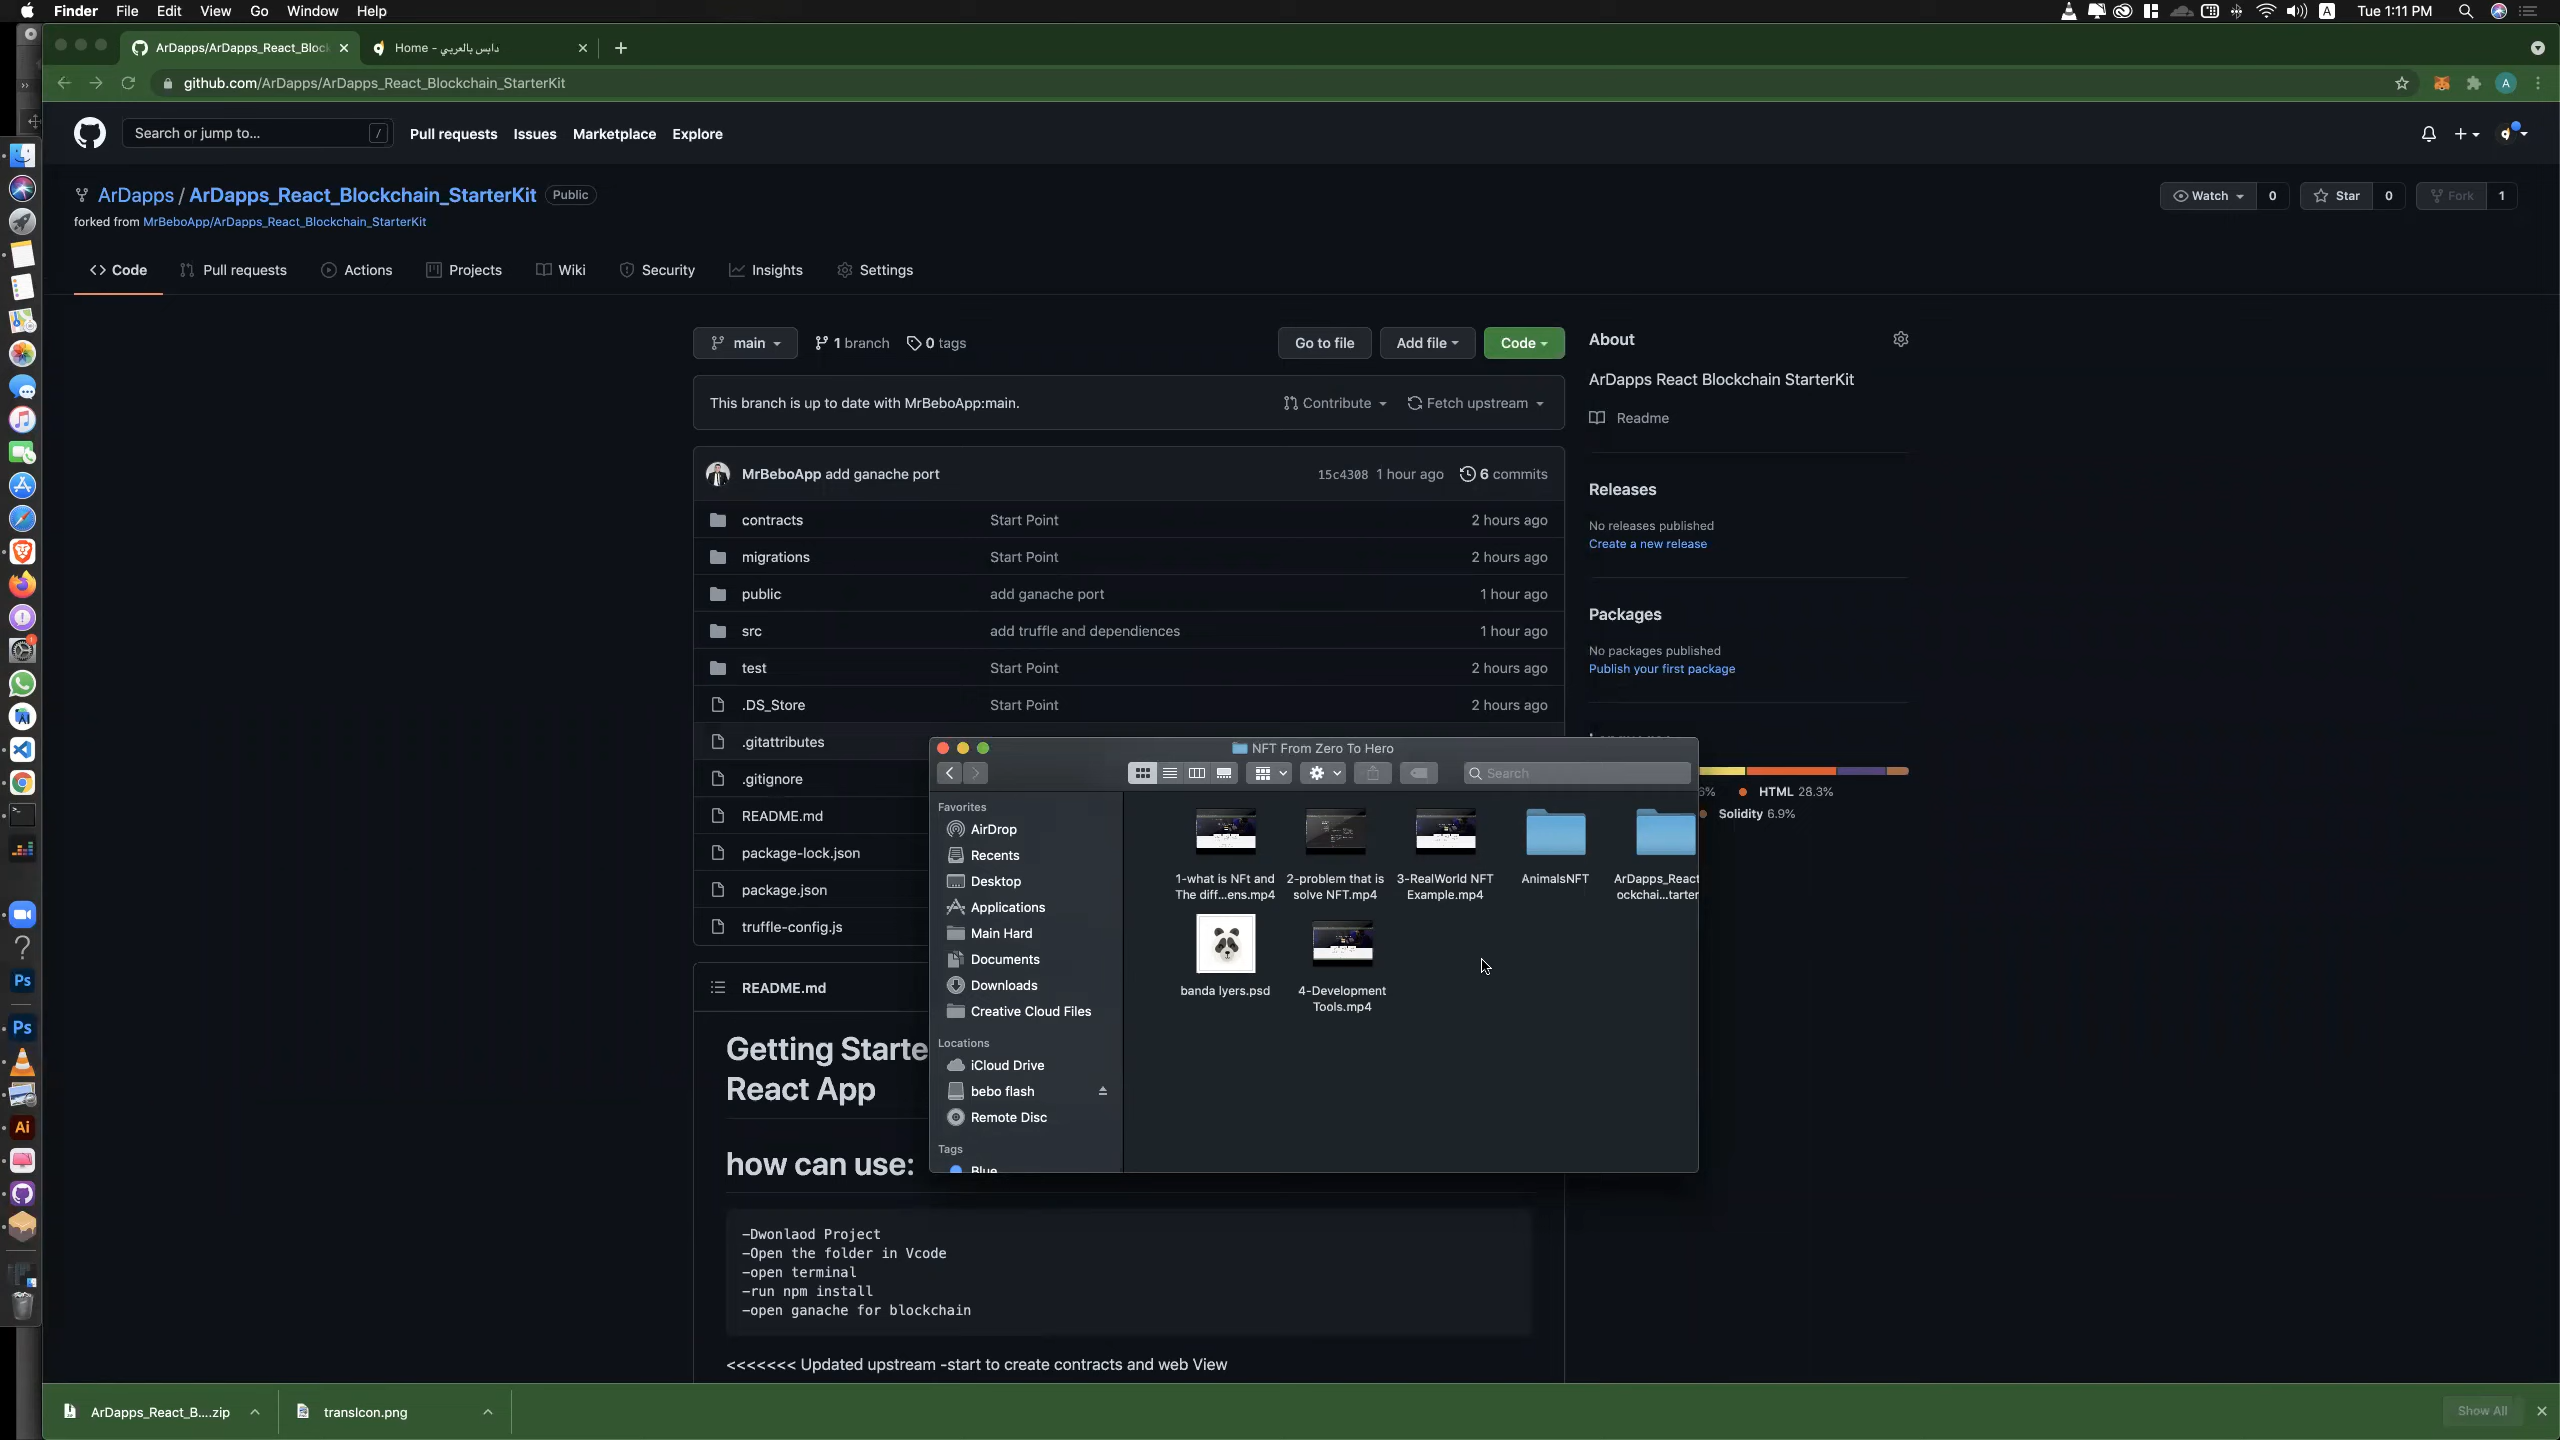 Finder File Edit View Go Window Help
A Tue 1:11 PM
ArDapps/ArDapps_React_Block
Home - دابس بالعربي
github.com/ArDapps/ArDapps_React_Blockchain_StarterKit
A
Search or jump to... /
Pull requests Issues Marketplace Explore
ArDapps / ArDapps_React_Blockchain_StarterKit Public
Watch 0 Star 0 Fork 1
forked from MrBeboApp/ArDapps_React_Blockchain_StarterKit
Code Pull requests Actions Projects Wiki Security Insights Settings
main 1 branch 0 tags
Go to file Add file Code
This branch is up to date with MrBeboApp:main.
Contribute Fetch upstream
MrBeboApp add ganache port 15c4308 1 hour ago 6 commits
contracts Start Point 2 hours ago
migrations Start Point 2 hours ago
public add ganache port 1 hour ago
src add truffle and dependiences 1 hour ago
test Start Point 2 hours ago
.DS_Store Start Point 2 hours ago
.gitattributes
.gitignore
README.md
package-lock.json
package.json
truffle-config.js
About
ArDapps React Blockchain StarterKit
Readme
Releases
No releases published
Create a new release
Packages
No packages published
Publish your first package
HTML 28.3%
Solidity 6.9%
NFT From Zero To Hero
Search
Favorites
AirDrop
Recents
Desktop
Applications
Main Hard
Documents
Downloads
Creative Cloud Files
Locations
iCloud Drive
bebo flash
Remote Disc
Tags
Blue
1-what is NFt and
The diff...ens.mp4
2-problem that is
solve NFT.mp4
3-RealWorld NFT
Example.mp4
AnimalsNFT
ArDapps_React
ockchai...tarter
banda lyers.psd
4-Development
Tools.mp4
README.md
Getting Starte
React App
how can use:
-Dwonlaod Project
-Open the folder in Vcode
-open terminal
-run npm install
-open ganache for blockchain
<<<<<<< Updated upstream -start to create contracts and web View
Ps
Ps
Ai
ArDapps_React_B....zip
transIcon.png
Show All